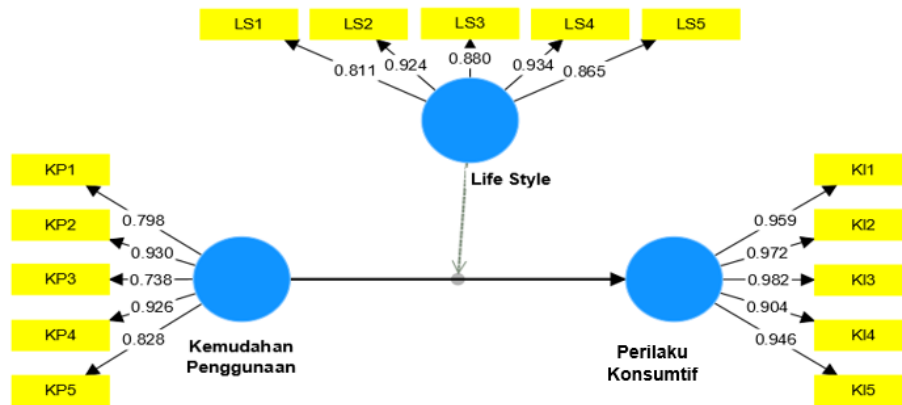 LS1
LS2
LS3
LS4
LS5
0.811
0.924
0.880
0.934
0.865
Life Style
KP1
KP2
KP3
KP4
KP5
0.798
0.930
0.738
0.926
0.828
Kemudahan
Penggunaan
KI1
KI2
KI3
KI4
KI5
0.959
0.972
0.982
0.904
0.946
Perilaku
Konsumtif